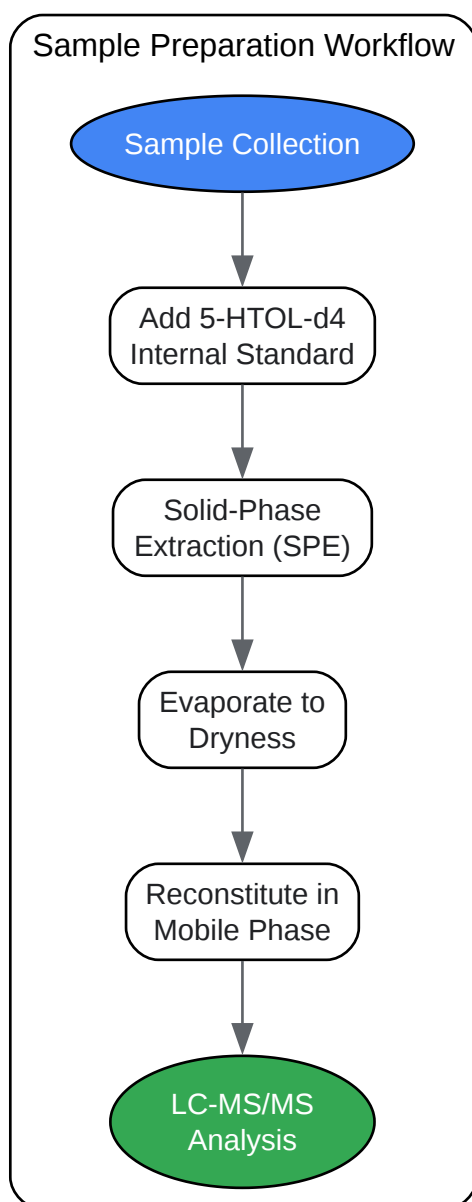 Sample Preparation Workflow
Sample Collection
Add 5-HTOL-d4
Internal Standard
Solid-Phase
Extraction (SPE)
Evaporate to
Dryness
Reconstitute in
Mobile Phase
LC-MS/MS
Analysis